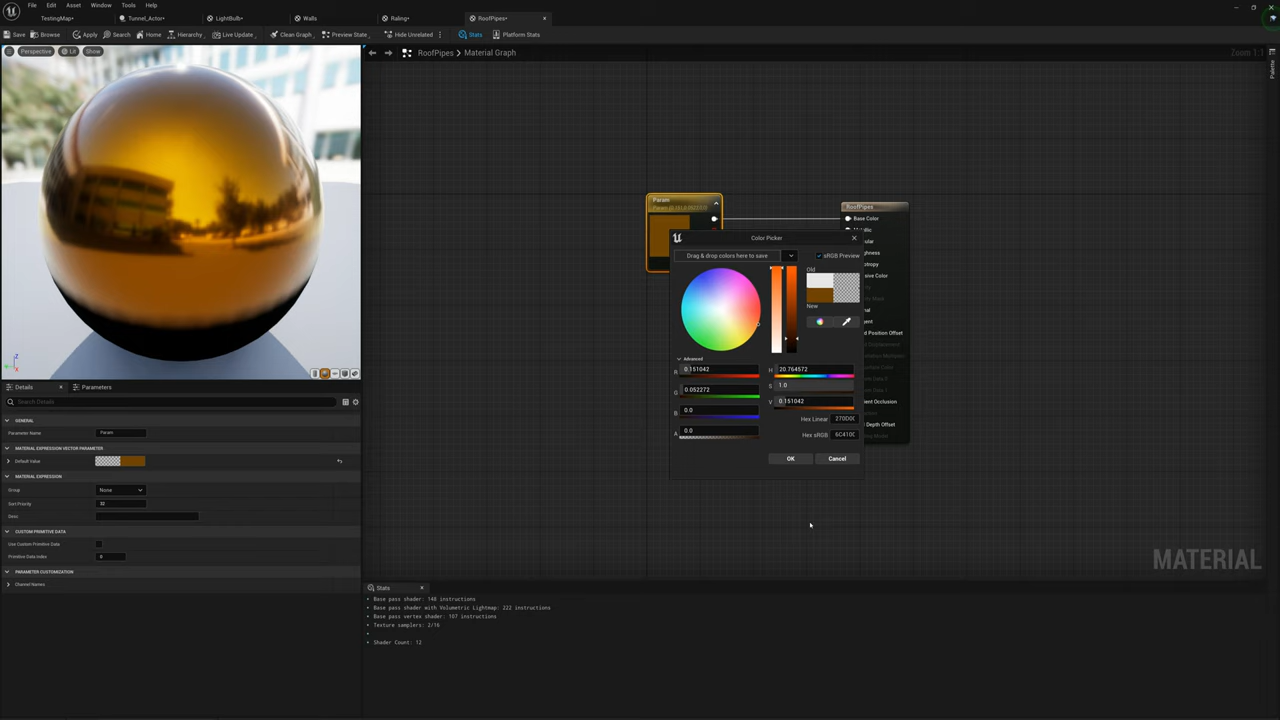 File Edit Asset Window Tools Help
TestingMap• Tunnel_Actor• LightBulb• Walls Raling• RoofPipes•
Save Browse Apply Search Home Hierarchy Live Update Clean Graph Preview State Hide Unrelated Stats Platform Stats
Perspective Lit Show
RoofPipes > Material Graph
Zoom 1:1
Palette
Param
RoofPipes
Base Color
Color Picker
Drag & drop colors here to save
sRGB Preview
Old
New
Advanced
R 0.151042
G 0.052272
B 0.0
A 0.0
H 20.764572
S 1.0
V 0.151042
Hex Linear
Hex sRGB
OK Cancel
MATERIAL
Details Parameters
Search Details
GENERAL
Parameter Name Param
MATERIAL EXPRESSION VECTOR PARAMETER
Default Value
MATERIAL EXPRESSION
Group None
Sort Priority 32
Desc
CUSTOM PRIMITIVE DATA
Use Custom Primitive Data
Primitive Data Index 0
PARAMETER CUSTOMIZATION
Channel Names
Stats
Base pass shader: 148 instructions
Base pass shader with Volumetric Lightmap: 222 instructions
Base pass vertex shader: 187 instructions
Texture samplers: 2/16
Shader Count: 12